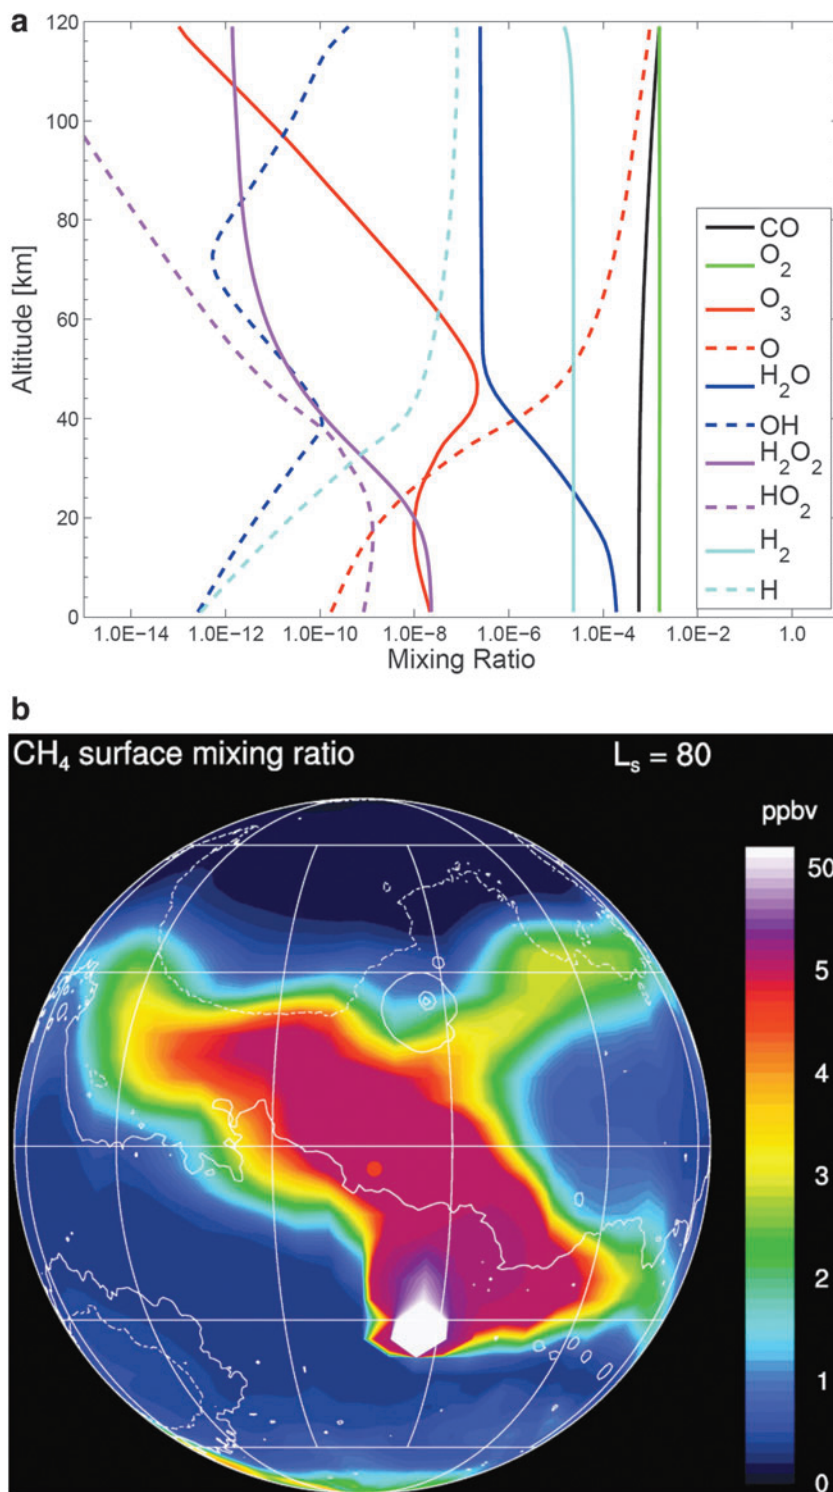 a
120
100
80
60
40
20
0
Altitude [km]
1.0E−14 1.0E−12 1.0E−10 1.0E−8 1.0E−6 1.0E−4 1.0E−2 1.0
Mixing Ratio
CO
O2
O3
O
H2O
OH
H2O2
HO2
H2
H
b
CH4 surface mixing ratio Ls = 80
ppbv
50
5
4
3
2
1
0